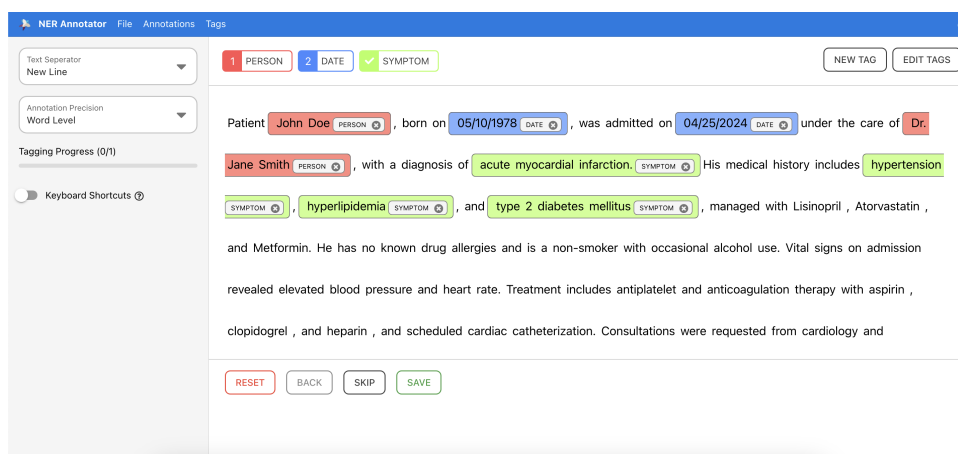 NER Annotator File Annotations Tags
Text Seperator
New Line
Annotation Precision
Word Level
Tagging Progress (0/1)
Keyboard Shortcuts
1 PERSON 2 DATE SYMPTOM
NEW TAG EDIT TAGS
Patient John Doe PERSON , born on 05/10/1978 DATE , was admitted on 04/25/2024 DATE under the care of Dr.
Jane Smith PERSON , with a diagnosis of acute myocardial infarction. SYMPTOM His medical history includes hypertension
SYMPTOM , hyperlipidemia SYMPTOM , and type 2 diabetes mellitus SYMPTOM , managed with Lisinopril , Atorvastatin ,
and Metformin. He has no known drug allergies and is a non-smoker with occasional alcohol use. Vital signs on admission
revealed elevated blood pressure and heart rate. Treatment includes antiplatelet and anticoagulation therapy with aspirin ,
clopidogrel , and heparin , and scheduled cardiac catheterization. Consultations were requested from cardiology and
RESET BACK SKIP SAVE